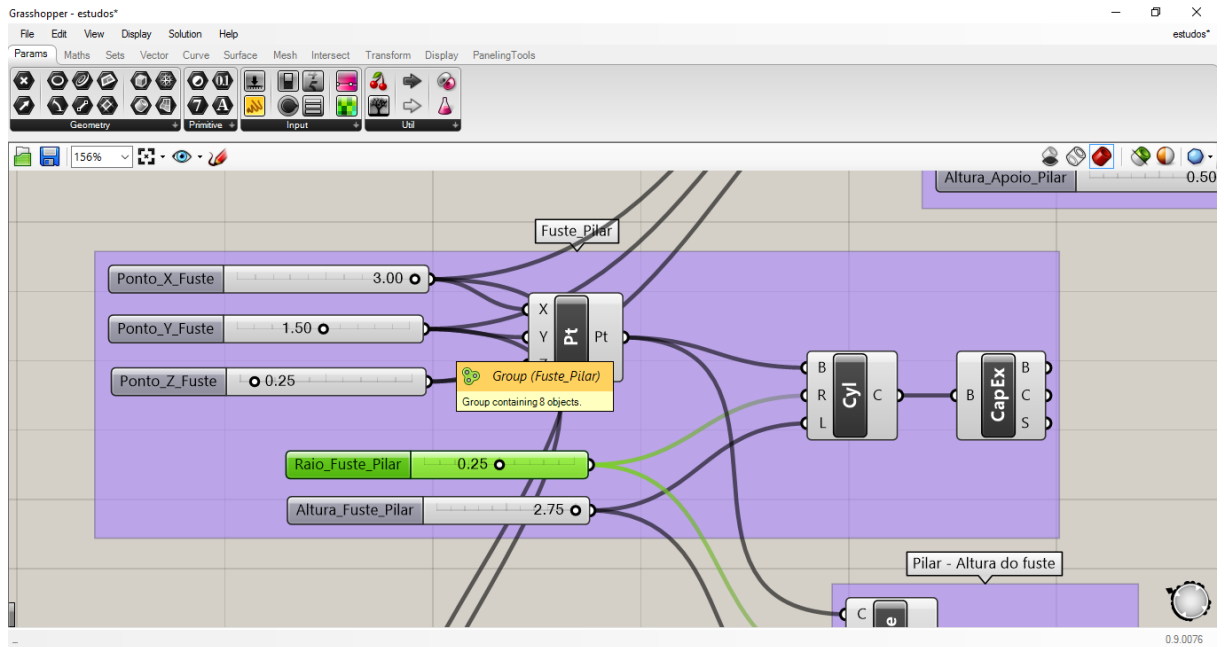 Grasshopper - estudos*
File Edit View Display Solution Help
estudos*
Params Maths Sets Vector Curve Surface Mesh Intersect Transform Display PanelingTools
Geometry
Primitive
Input
Util
156%
Altura_Apoio_Pilar 0.50
Fuste_Pilar
Ponto_X_Fuste 3.00
Ponto_Y_Fuste 1.50
Ponto_Z_Fuste 0.25
X
Y
Pt
Pt
Group (Fuste_Pilar)
Group containing 8 objects.
B
R
L
Cyl
C
B
CapEx
B
C
S
Raio_Fuste_Pilar 0.25
Altura_Fuste_Pilar 2.75
Pilar - Altura do fuste
C
e
0.9.0076